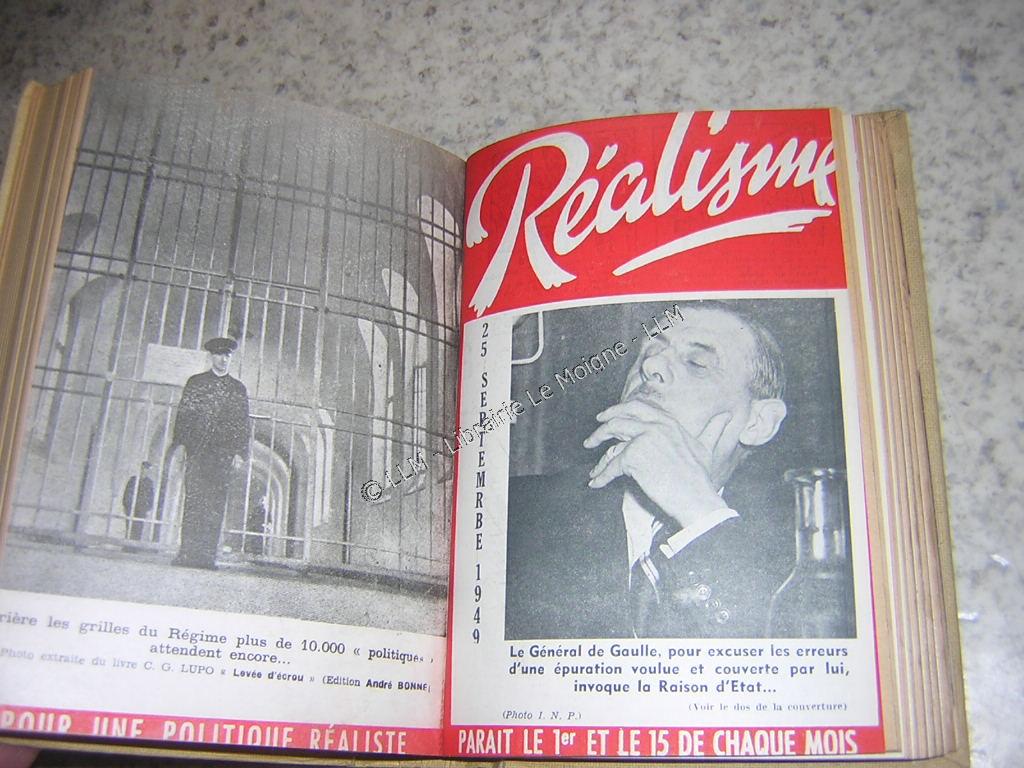 rière les grilles du Régime plus de 10.000 « politiques »
attendent encore...
Photo extraite du livre C. G. LUPO « Levée d'écrou » (Edition André BONNE)
POUR UNE POLITIQUE RÉALISTE
Réalisme
25 SEPTEMRBE 1949
Le Général de Gaulle, pour excuser les erreurs
d'une épuration voulue et couverte par lui,
invoque la Raison d'Etat...
(Voir le dos de la couverture)
(Photo I. N. P.)
PARAIT LE 1er ET LE 15 DE CHAQUE MOIS
© LLM - Librairie Le Moigne - LLM